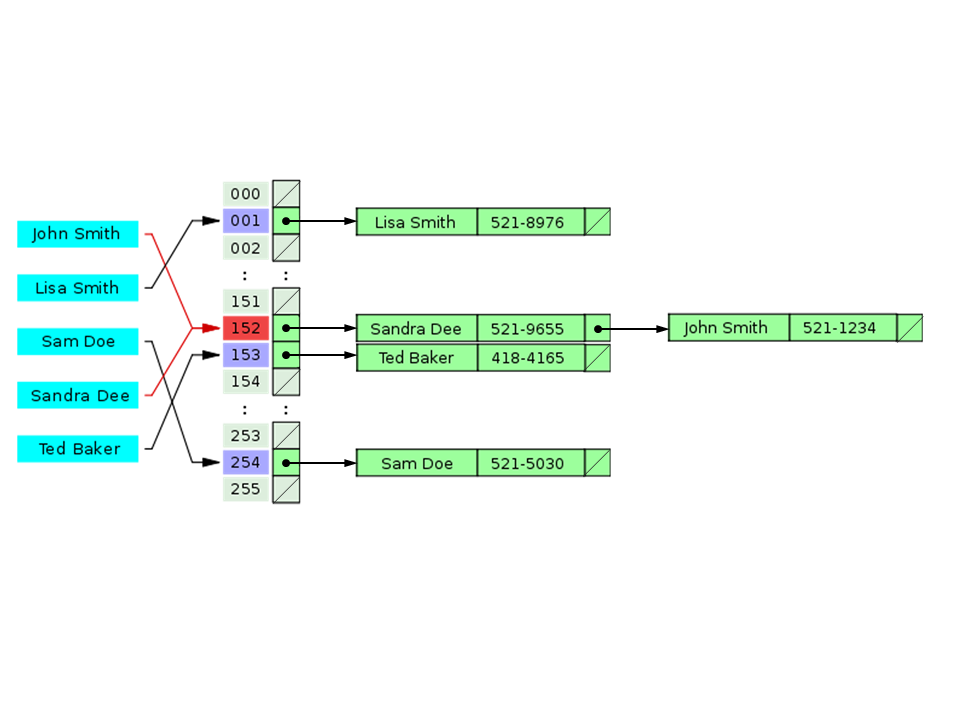 John Smith
Lisa Smith
Sam Doe
Sandra Dee
Ted Baker
000
001
002
: :
151
152
153
154
: :
253
254
255
Lisa Smith 521-8976
Sandra Dee 521-9655
Ted Baker 418-4165
Sam Doe 521-5030
John Smith 521-1234